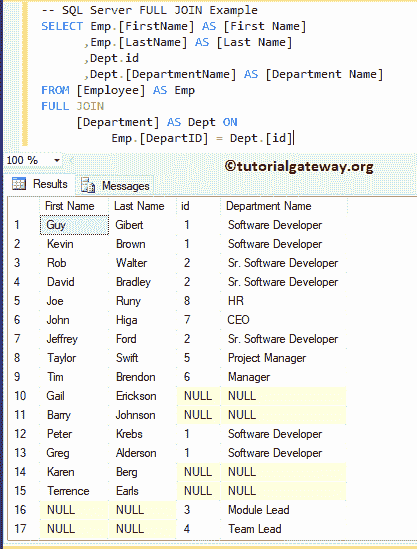 -- SQL Server FULL JOIN Example
SELECT Emp.[FirstName] AS [First Name]
,Emp.[LastName] AS [Last Name]
,Dept.id
,Dept.[DepartmentName] AS [Department Name]
FROM [Employee] AS Emp
FULL JOIN
[Department] AS Dept ON
Emp.[DepartID] = Dept.[id]
100 %
©tutorialgateway.org
Results Messages
First Name Last Name id Department Name
1 Guy Gibert 1 Software Developer
2 Kevin Brown 1 Software Developer
3 Rob Walter 2 Sr. Software Developer
4 David Bradley 2 Sr. Software Developer
5 Joe Runy 8 HR
6 John Higa 7 CEO
7 Jeffrey Ford 2 Sr. Software Developer
8 Taylor Swift 5 Project Manager
9 Tim Brendon 6 Manager
10 Gail Erickson NULL NULL
11 Barry Johnson NULL NULL
12 Peter Krebs 1 Software Developer
13 Greg Alderson 1 Software Developer
14 Karen Berg NULL NULL
15 Terrence Earls NULL NULL
16 NULL NULL 3 Module Lead
17 NULL NULL 4 Team Lead